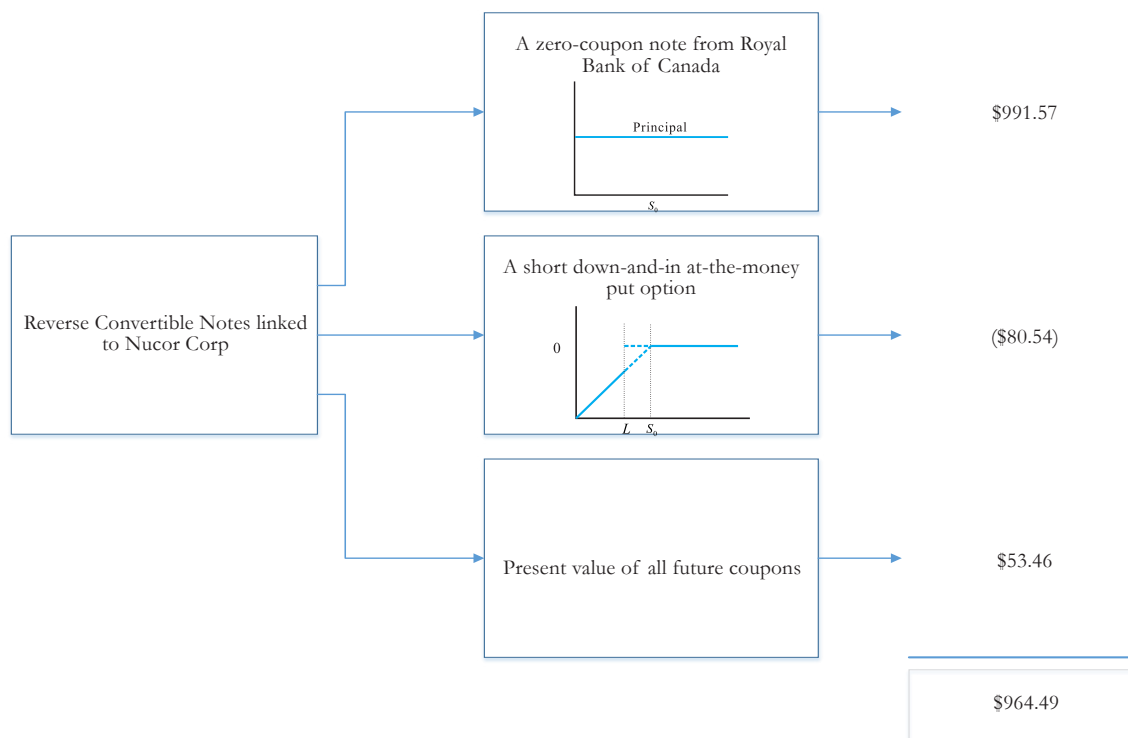 A zero-coupon note from Royal
Bank of Canada
Principal
S₀
$991.57
Reverse Convertible Notes linked
to Nucor Corp
A short down-and-in at-the-money
put option
0
L S₀
($80.54)
Present value of all future coupons
$53.46
$964.49